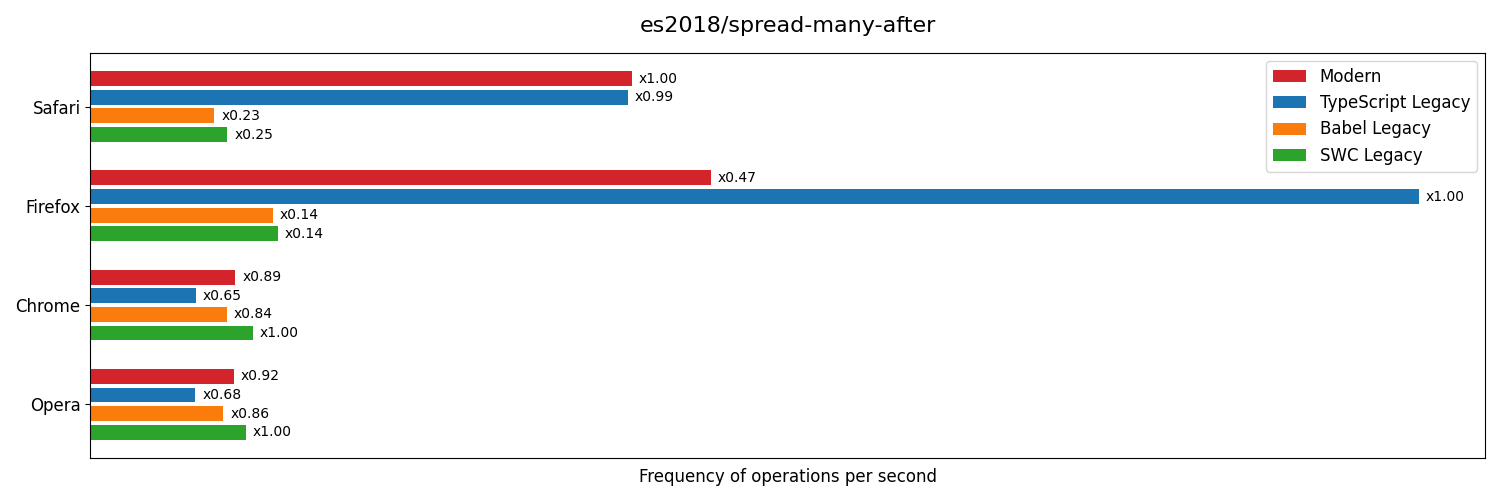 es2018/spread-many-after
Modern
TypeScript Legacy
Babel Legacy
SWC Legacy
Safari
x1.00
x0.99
x0.23
x0.25
Firefox
x0.47
x1.00
x0.14
x0.14
Chrome
x0.89
x0.65
x0.84
x1.00
Opera
x0.92
x0.68
x0.86
x1.00
Frequency of operations per second